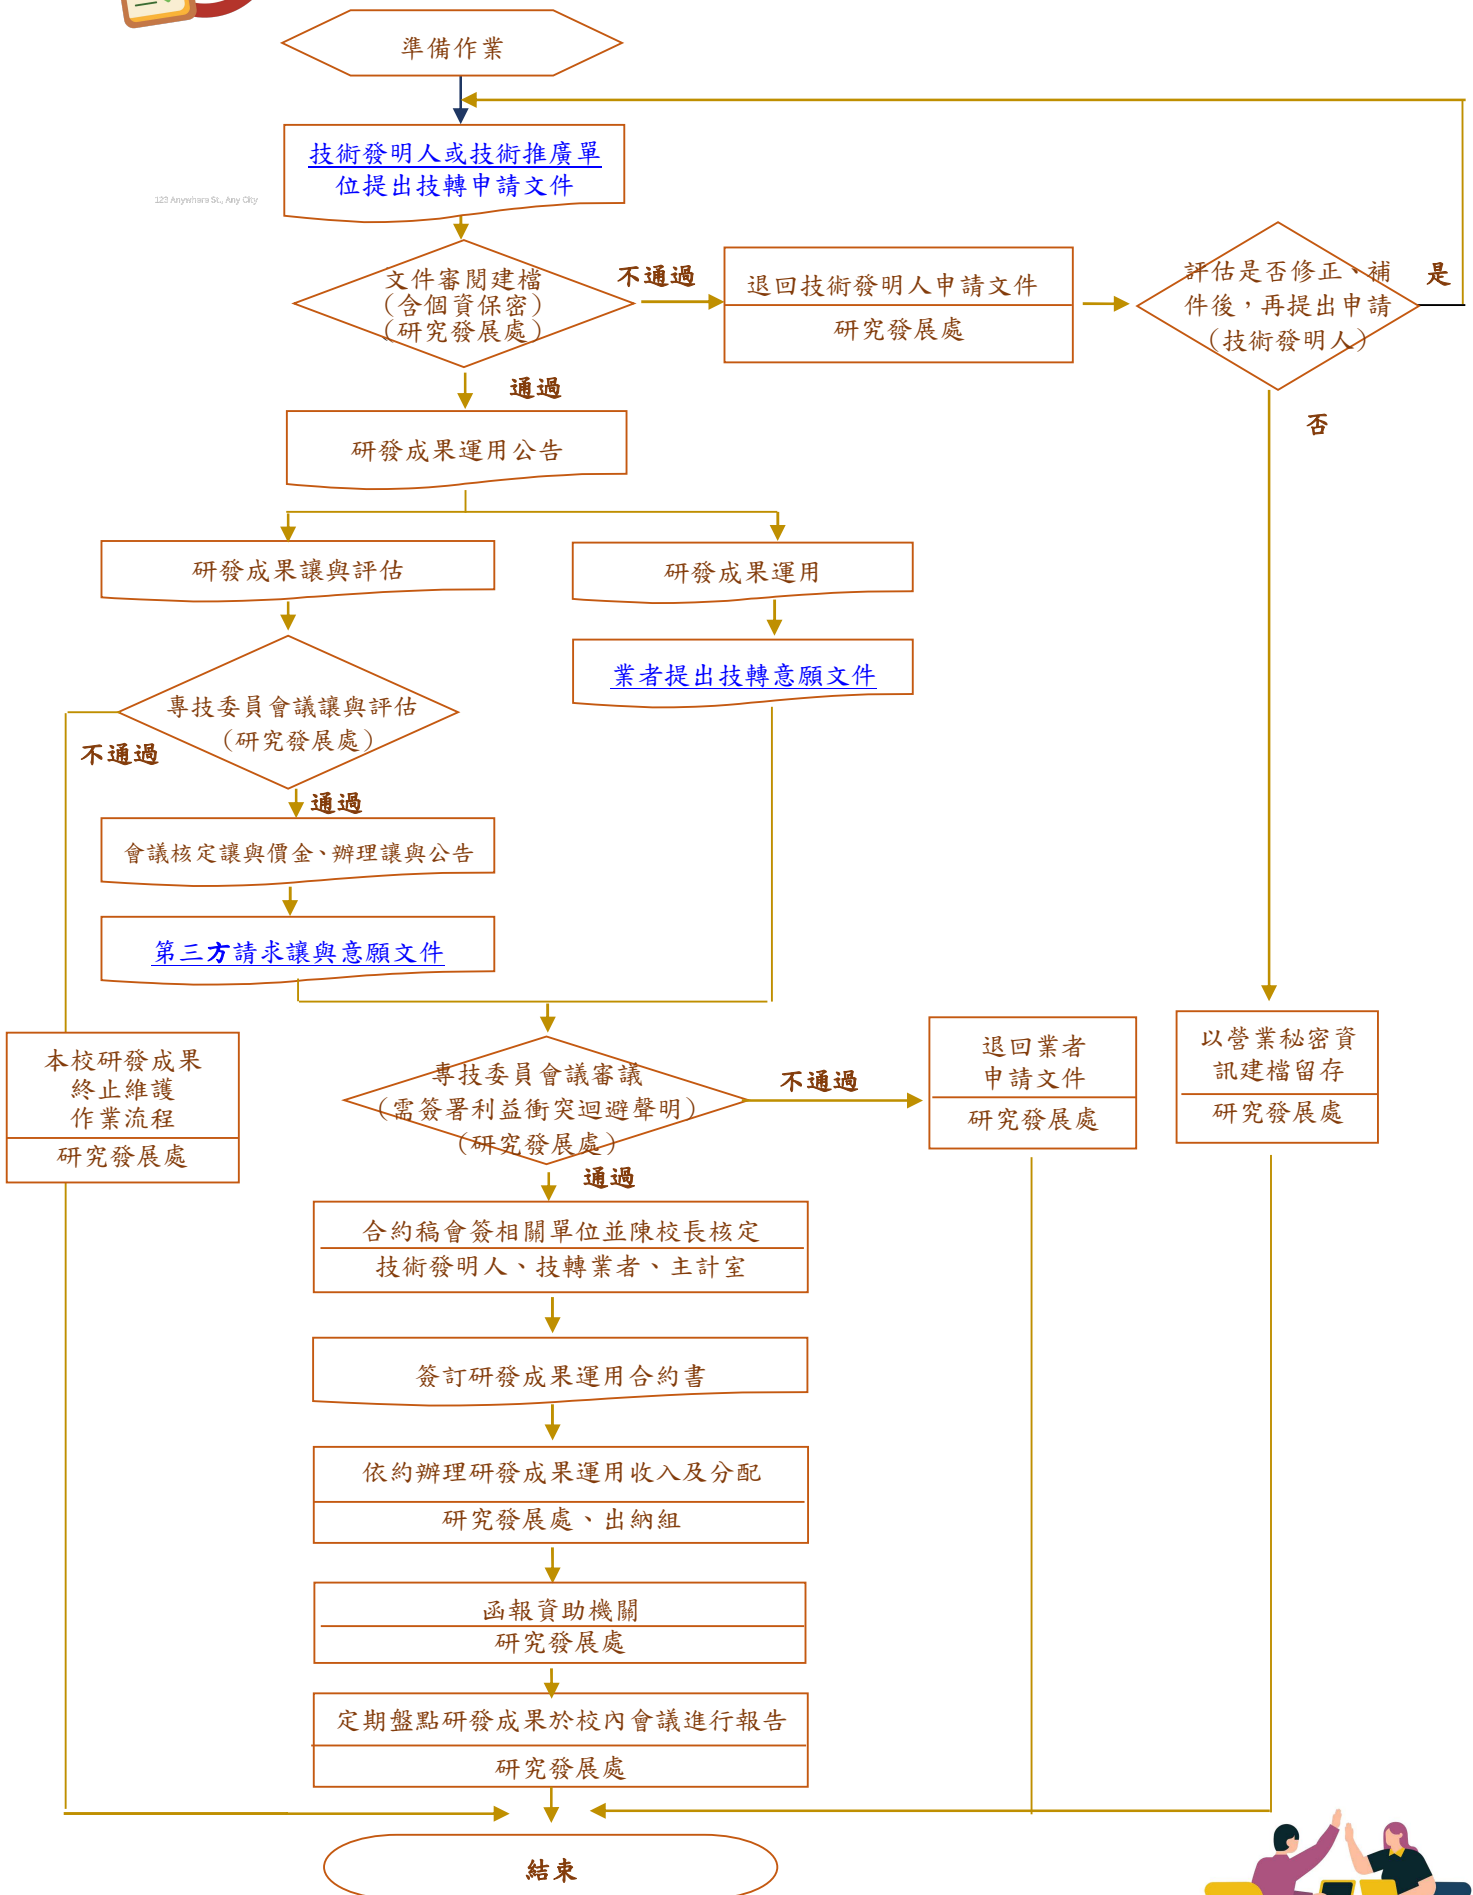 準備作業
技術發明人或技術推廣單
位提出技轉申請文件
123 Anywhere St., Any City
文件審閱建檔
（含個資保密）
（研究發展處）
不通過
退回技術發明人申請文件
研究發展處
評估是否修正、補
件後，再提出申請
（技術發明人）
是
通過
否
研發成果運用公告
研發成果讓與評估
研發成果運用
業者提出技轉意願文件
專技委員會議讓與評估
（研究發展處）
不通過
通過
會議核定讓與價金、辦理讓與公告
第三方請求讓與意願文件
本校研發成果
終止維護
作業流程
研究發展處
專技委員會議審議
（需簽署利益衝突迴避聲明）
（研究發展處）
不通過
退回業者
申請文件
研究發展處
以營業秘密資
訊建檔留存
研究發展處
通過
合約稿會簽相關單位並陳校長核定
技術發明人、技轉業者、主計室
簽訂研發成果運用合約書
依約辦理研發成果運用收入及分配
研究發展處、出納組
函報資助機關
研究發展處
定期盤點研發成果於校內會議進行報告
研究發展處
結束